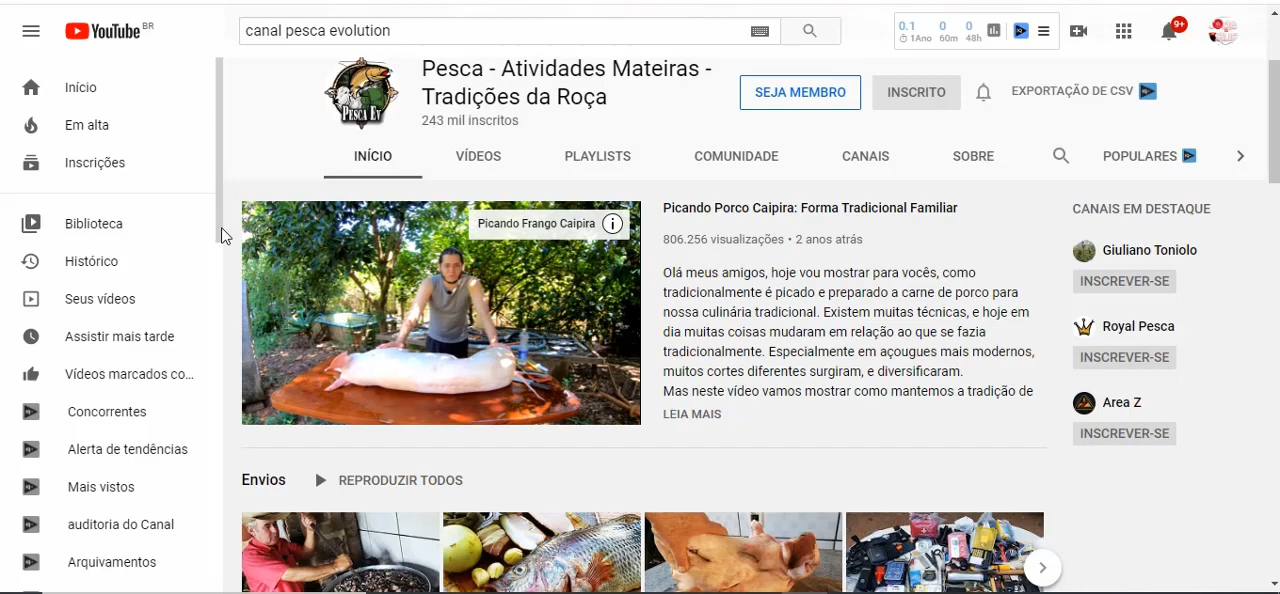 YouTube BR
canal pesca evolution
0.1 0 0
1Ano 60m 48h
9+
Início
Em alta
Inscrições
Biblioteca
Histórico
Seus vídeos
Assistir mais tarde
Vídeos marcados co...
Concorrentes
Alerta de tendências
Mais vistos
auditoria do Canal
Arquivamentos
PESCA EV
Pesca - Atividades Mateiras -
Tradições da Roça
243 mil inscritos
SEJA MEMBRO
INSCRITO
EXPORTAÇÃO DE CSV
INÍCIO VÍDEOS PLAYLISTS COMUNIDADE CANAIS SOBRE POPULARES
Picando Frango Caipira
Picando Porco Caipira: Forma Tradicional Familiar
806.256 visualizações • 2 anos atrás
Olá meus amigos, hoje vou mostrar para vocês, como
tradicionalmente é picado e preparado a carne de porco para
nossa culinária tradicional. Existem muitas técnicas, e hoje em
dia muitas coisas mudaram em relação ao que se fazia
tradicionalmente. Especialmente em açougues mais modernos,
muitos cortes diferentes surgiram, e diversificaram.
Mas neste vídeo vamos mostrar como mantemos a tradição de
LEIA MAIS
CANAIS EM DESTAQUE
Giuliano Toniolo
INSCREVER-SE
Royal Pesca
INSCREVER-SE
Area Z
INSCREVER-SE
Envios
REPRODUZIR TODOS